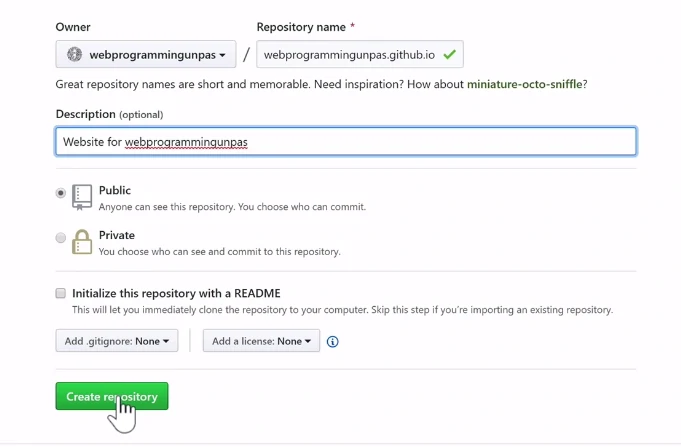 Owner
Repository name *
webprogrammingunpas / webprogrammingunpas.github.io
Great repository names are short and memorable. Need inspiration? How about miniature-octo-sniffle?
Description (optional)
Website for webprogrammingunpas
Public
Anyone can see this repository. You choose who can commit.
Private
You choose who can see and commit to this repository.
Initialize this repository with a README
This will let you immediately clone the repository to your computer. Skip this step if you're importing an existing repository.
Add .gitignore: None
Add a license: None
Create repository